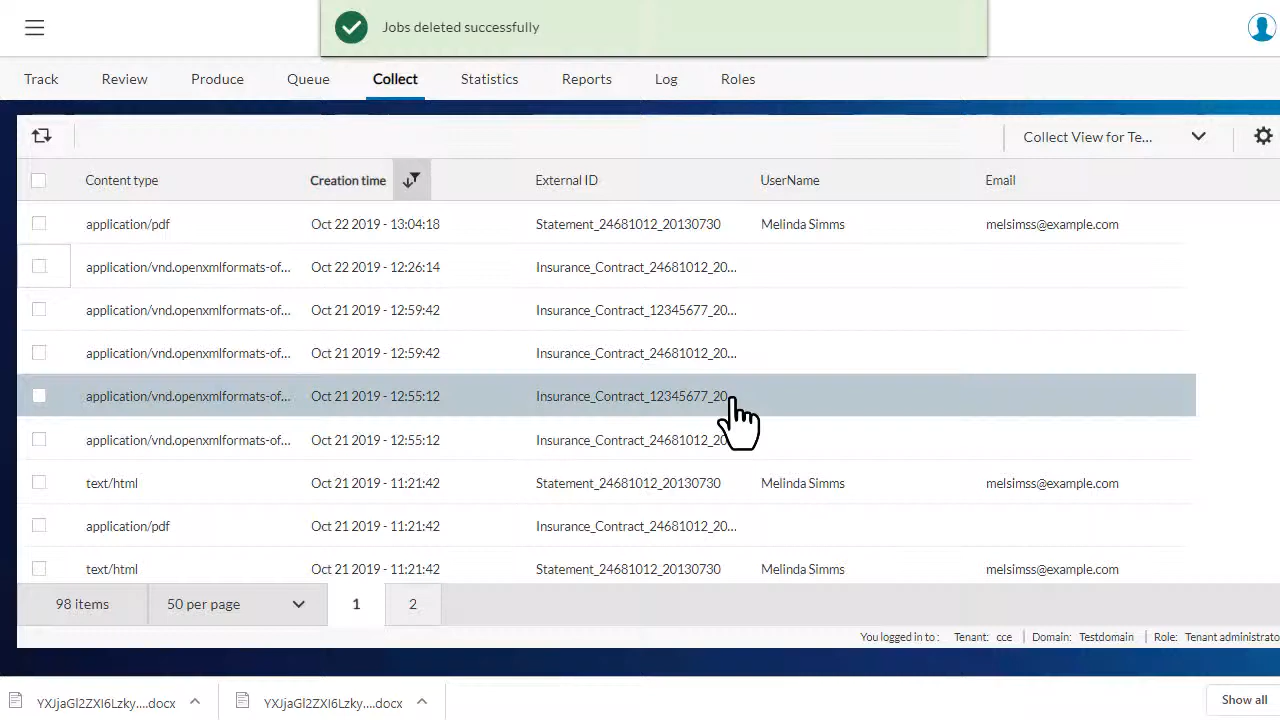 Jobs deleted successfully
Track Review Produce Queue Collect Statistics Reports Log Roles
Collect View for Te...
Content type Creation time External ID UserName Email
application/pdf Oct 22 2019 - 13:04:18 Statement_24681012_20130730 Melinda Simms melsimss@example.com
application/vnd.openxmlformats-of... Oct 22 2019 - 12:26:14 Insurance_Contract_24681012_20...
application/vnd.openxmlformats-of... Oct 21 2019 - 12:59:42 Insurance_Contract_12345677_20...
application/vnd.openxmlformats-of... Oct 21 2019 - 12:59:42 Insurance_Contract_24681012_20...
application/vnd.openxmlformats-of... Oct 21 2019 - 12:55:12 Insurance_Contract_12345677_20
application/vnd.openxmlformats-of... Oct 21 2019 - 12:55:12 Insurance_Contract_24681012_20
text/html Oct 21 2019 - 11:21:42 Statement_24681012_20130730 Melinda Simms melsimss@example.com
application/pdf Oct 21 2019 - 11:21:42 Insurance_Contract_24681012_20...
text/html Oct 21 2019 - 11:21:42 Statement_24681012_20130730 Melinda Simms melsimss@example.com
98 items 50 per page 1 2
You logged in to : Tenant: cce Domain: Testdomain Role: Tenant administrato
YXJjaGl2ZXI6Lzky....docx YXJjaGl2ZXI6Lzky....docx Show all